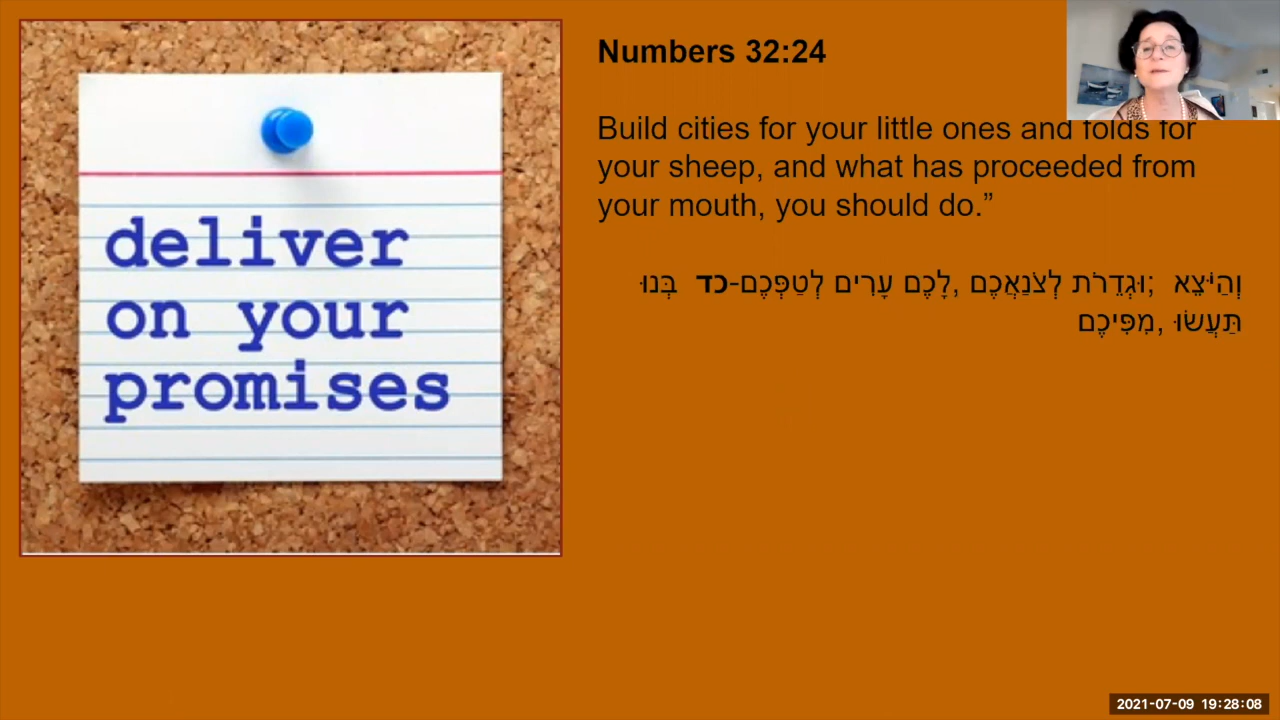 deliver
on your
promises
Numbers 32:24
Build cities for your little ones and folds for
your sheep, and what has proceeded from
your mouth, you should do.”
וְהַיֹּצֵא ;וּגְדֵרֹת לְצֹנַאֲכֶם ,לָכֶם עָרִים לְטַפְּכֶם-כד בְּנוּ
תַּעֲשׂוּ ,מִפִּיכֶם
2021-07-09 19:28:08